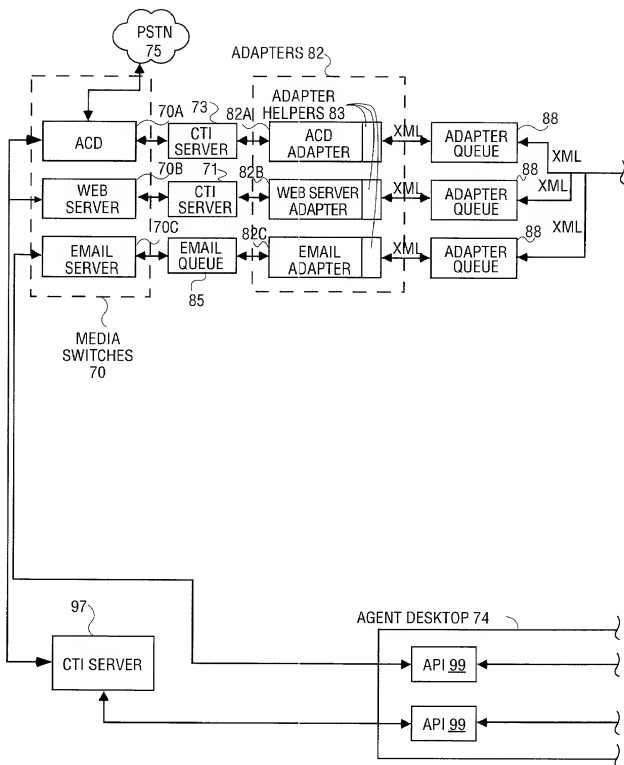 PSTN
75
ADAPTERS 82
ADAPTER
HELPERS 83
70A
73
82A
88
ACD
CTI
SERVER
ACD
ADAPTER
XML
ADAPTER
QUEUE
XML
70B
71
82B
88
WEB
SERVER
CTI
SERVER
WEB SERVER
ADAPTER
XML
ADAPTER
QUEUE
XML
70C
82C
88
XML
EMAIL
SERVER
EMAIL
QUEUE
EMAIL
ADAPTER
XML
ADAPTER
QUEUE
85
MEDIA
SWITCHES
70
97
CTI SERVER
AGENT DESKTOP 74
API 99
API 99